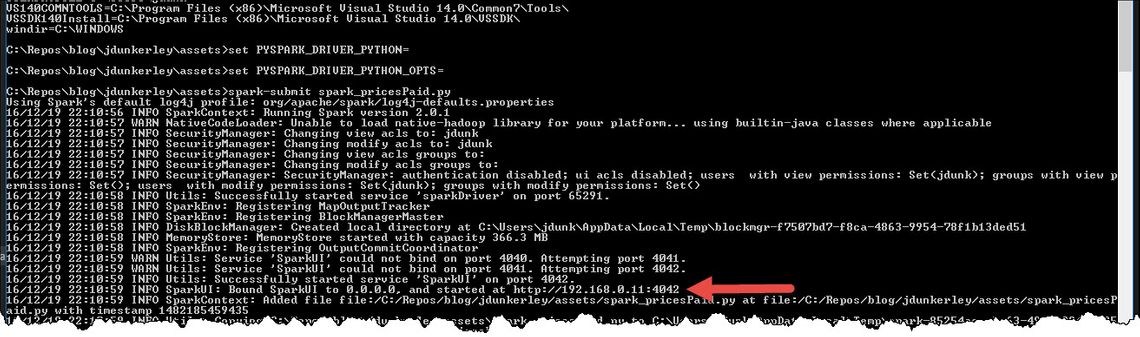 VS140COMNTOOLS=C:\Program Files (x86)\Microsoft Visual Studio 14.0\Common7\Tools\
VSSDK140Install=C:\Program Files (x86)\Microsoft Visual Studio 14.0\VSSDK\
windir=C:\WINDOWS
C:\Repos\blog\jdunkerley\assets>set PYSPARK_DRIVER_PYTHON=
C:\Repos\blog\jdunkerley\assets>set PYSPARK_DRIVER_PYTHON_OPTS=
C:\Repos\blog\jdunkerley\assets>spark-submit spark_pricesPaid.py
Using Spark's default log4j profile: org/apache/spark/log4j-defaults.properties
16/12/19 22:10:56 INFO SparkContext: Running Spark version 2.0.1
16/12/19 22:10:57 WARN NativeCodeLoader: Unable to load native-hadoop library for your platform... using builtin-java classes where applicable
16/12/19 22:10:57 INFO SecurityManager: Changing view acls to: jdunk
16/12/19 22:10:57 INFO SecurityManager: Changing modify acls to: jdunk
16/12/19 22:10:57 INFO SecurityManager: Changing view acls groups to:
16/12/19 22:10:57 INFO SecurityManager: Changing modify acls groups to:
16/12/19 22:10:57 INFO SecurityManager: SecurityManager: authentication disabled; ui acls disabled; users  with view permissions: Set(jdunk); groups with view p
ermissions: Set(); users  with modify permissions: Set(jdunk); groups with modify permissions: Set()
16/12/19 22:10:58 INFO Utils: Successfully started service 'sparkDriver' on port 65291.
16/12/19 22:10:58 INFO SparkEnv: Registering MapOutputTracker
16/12/19 22:10:58 INFO SparkEnv: Registering BlockManagerMaster
16/12/19 22:10:58 INFO DiskBlockManager: Created local directory at C:\Users\jdunk\AppData\Local\Temp\blockmgr-f7507bd7-f8ca-4863-9954-78f1b13ded51
16/12/19 22:10:58 INFO MemoryStore: MemoryStore started with capacity 366.3 MB
16/12/19 22:10:58 INFO SparkEnv: Registering OutputCommitCoordinator
16/12/19 22:10:59 WARN Utils: Service 'SparkUI' could not bind on port 4040. Attempting port 4041.
16/12/19 22:10:59 WARN Utils: Service 'SparkUI' could not bind on port 4041. Attempting port 4042.
16/12/19 22:10:59 INFO Utils: Successfully started service 'SparkUI' on port 4042.
16/12/19 22:10:59 INFO SparkUI: Bound SparkUI to 0.0.0.0, and started at http://192.168.0.11:4042
16/12/19 22:10:59 INFO SparkContext: Added file file:/C:/Repos/blog/jdunkerley/assets/spark_pricesPaid.py at file:/C:/Repos/blog/jdunkerley/assets/spark_pricesP
aid.py with timestamp 1482185459435